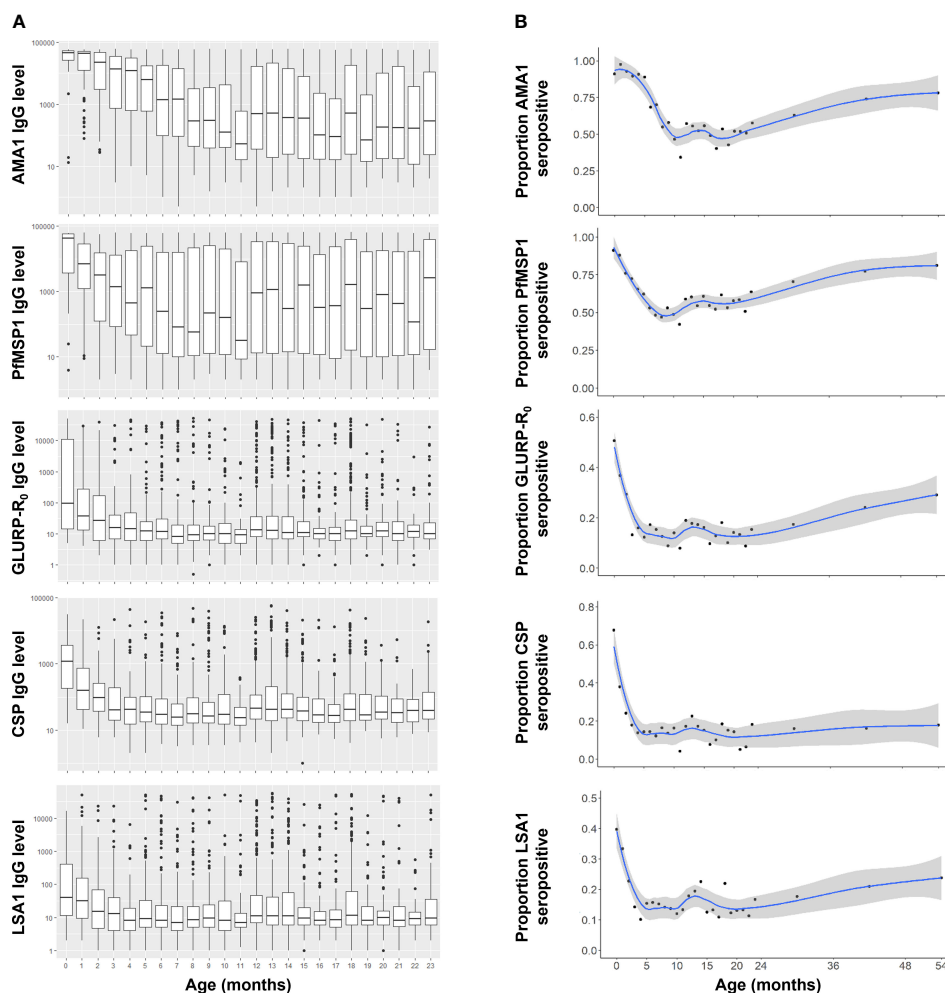 A
B
AMA1 IgG level
100000
1000
10
Proportion AMA1
seropositive
1.00
0.75
0.50
0.25
0.00
PfMSP1 IgG level
100000
1000
10
Proportion PfMSP1
seropositive
1.00
0.75
0.50
0.25
0.00
GLURP-R0 IgG level
10000
1000
100
10
1
Proportion GLURP-R0
seropositive
0.6
0.4
0.2
0.0
CSP IgG level
100000
1000
10
Proportion CSP
seropositive
0.8
0.6
0.4
0.2
0.0
LSA1 IgG level
10000
1000
100
10
1
Proportion LSA1
seropositive
0.5
0.4
0.3
0.2
0.1
0.0
0 1 2 3 4 5 6 7 8 9 10 11 12 13 14 15 16 17 18 19 20 21 22 23
Age (months)
0 5 10 15 20 24 36 48 54
Age (months)